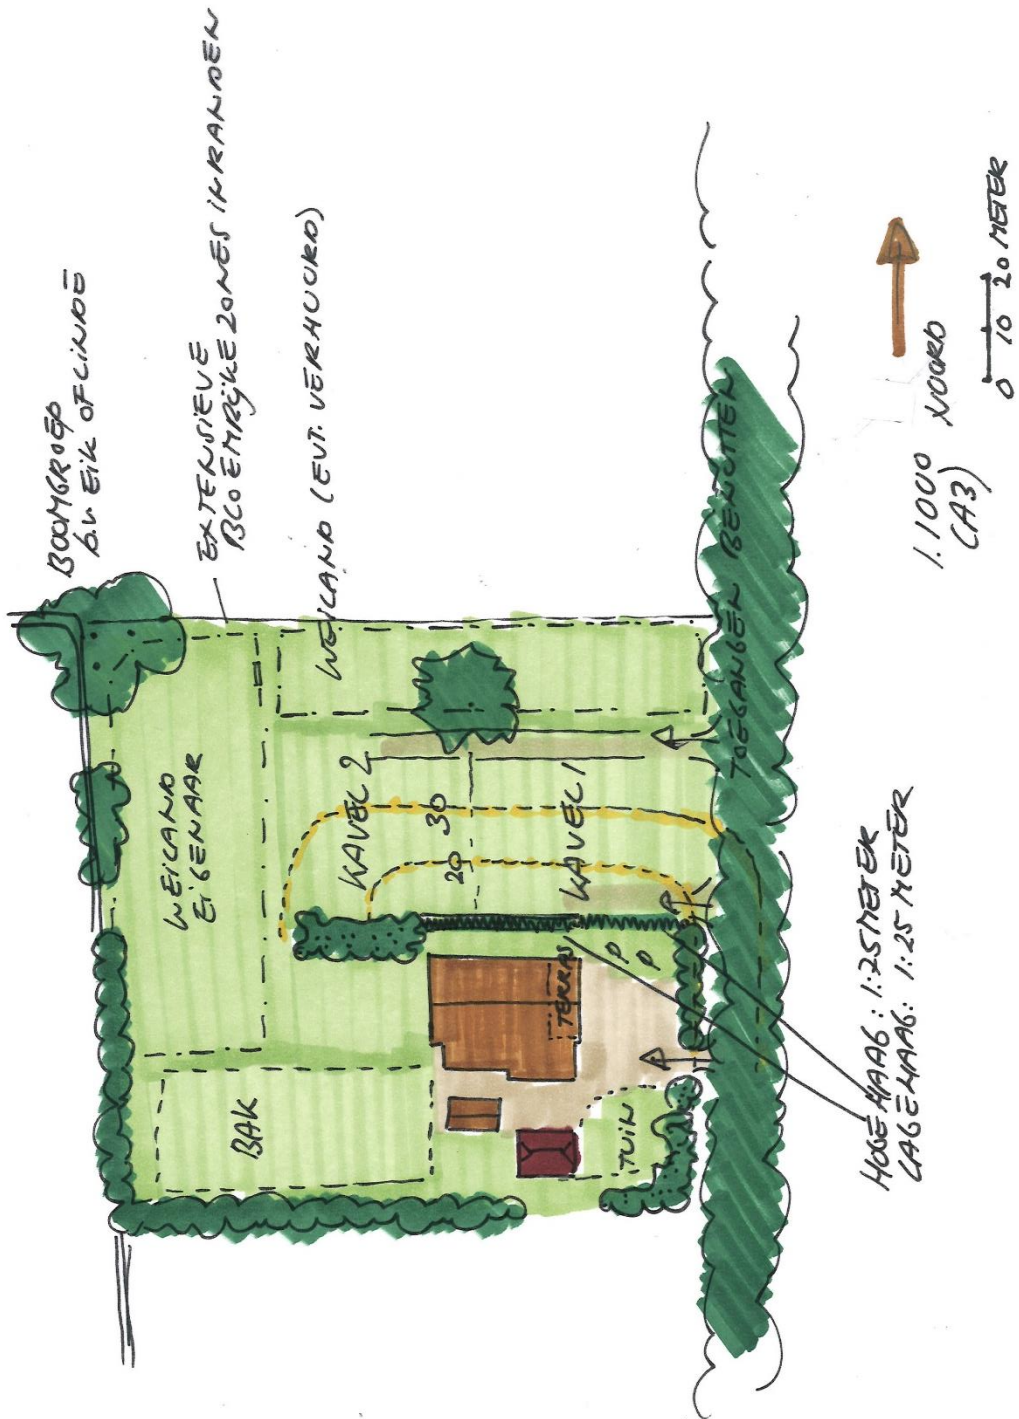 BOOMGROEP
b.v EIK OF LINDE
EXTENSIEVE
BLOEMRIJKE ZONES IN RANDEN
WEILAND (EVT. VERHUURD)
WEILAND
EIGENAAR
KAVEL 2
20 30
KAVEL 1
BAK
TERRAS
P
P
TUIN
TOEGANGEN BENUTTEN
HOGE HAAG: 1.25 METER
LAGE HAAG: 1.25 METER
1.1000
(A3)
NOORD
0 10 20 METER